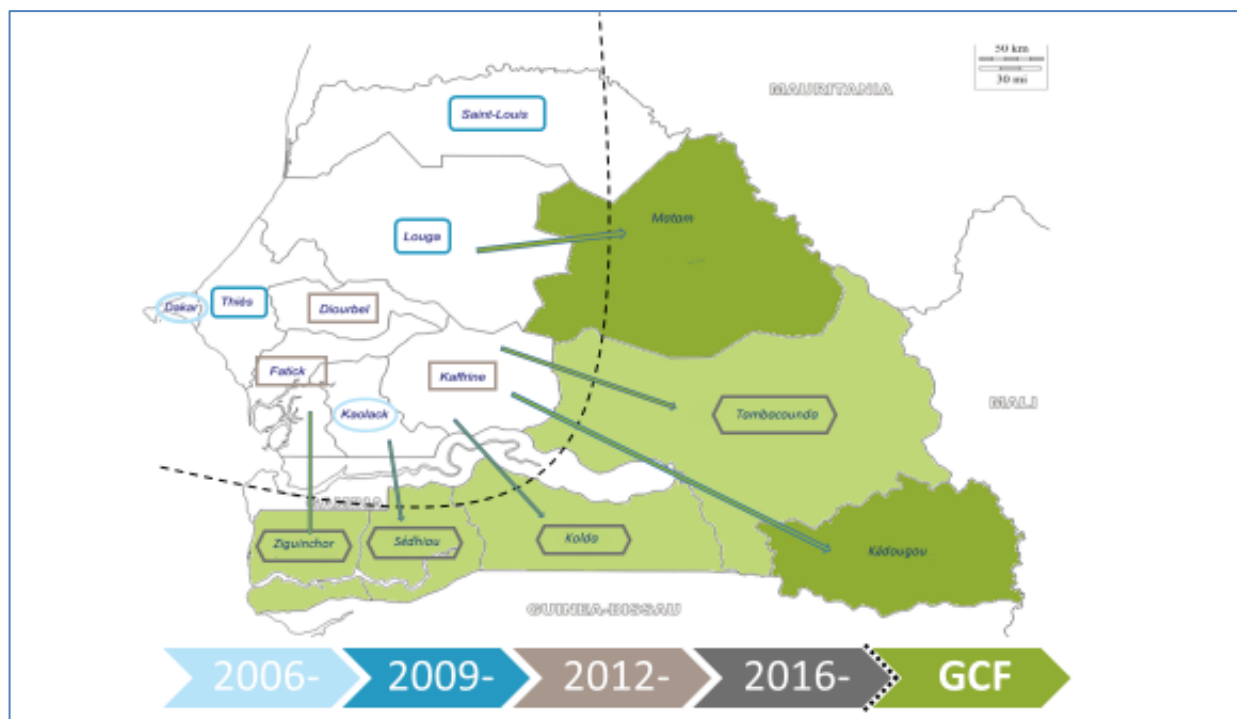 50 km
30 mi
MAURITANIA
Saint-Louis
Matam
Louga
Dakar
Thiès
Diourbel
Fatick
Kaffrine
Kaolack
Tambacounda
MALI
Ziguinchor
Sédhiou
Kolda
Kédougou
GUINEA-BISSAU
2006-
2009-
2012-
2016-
GCF